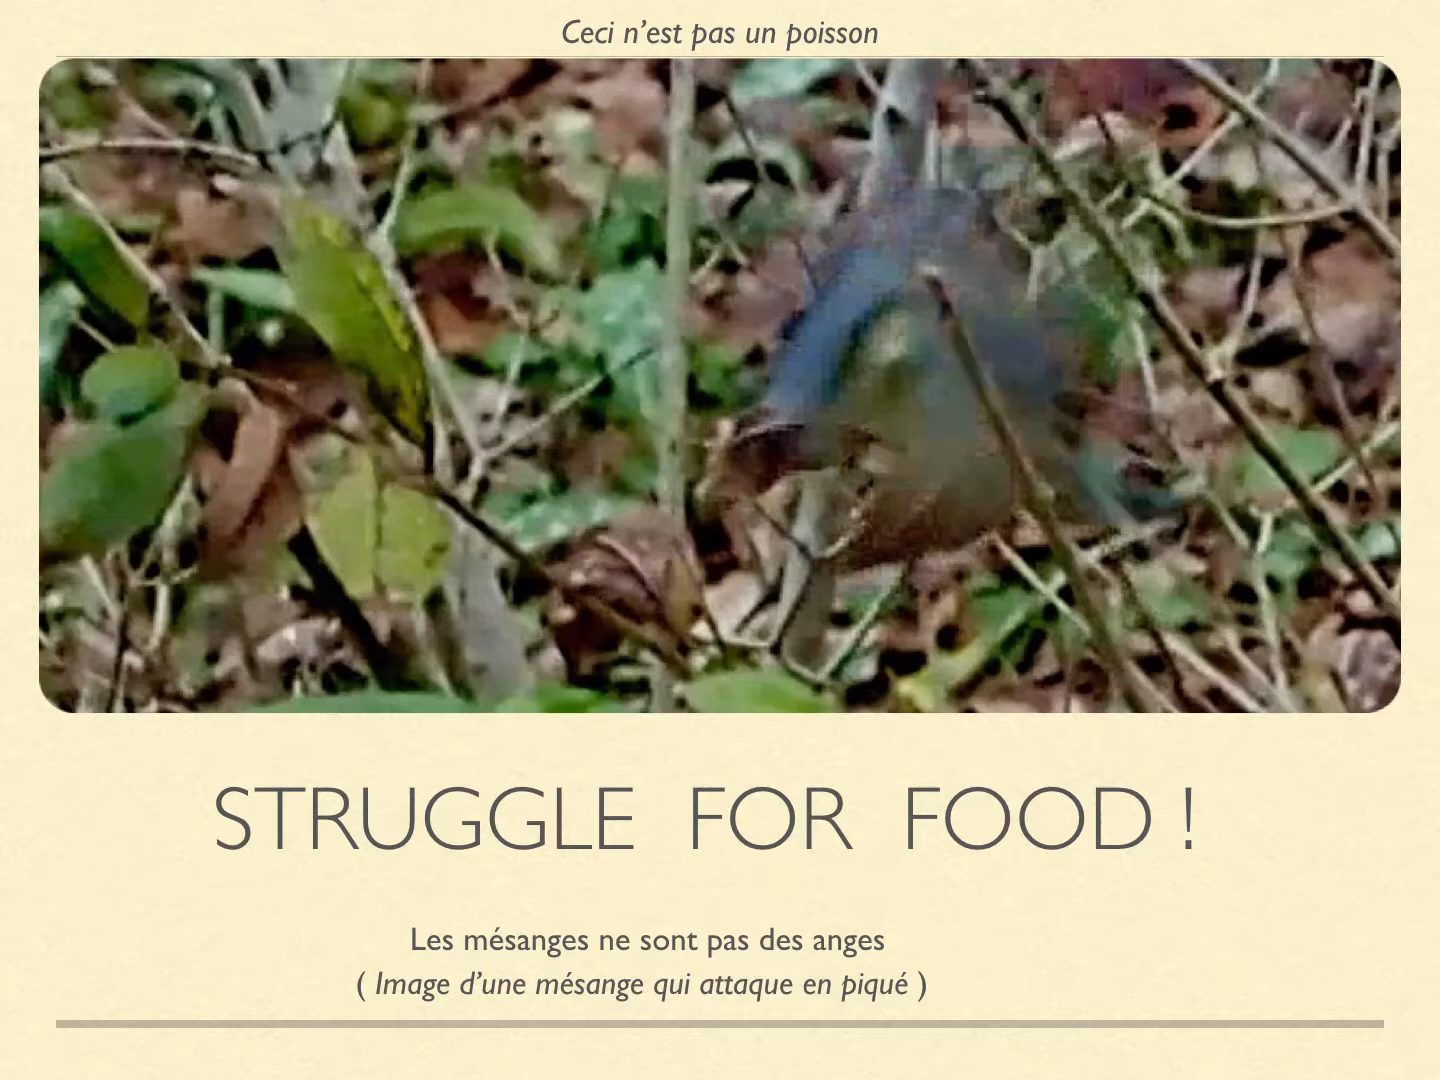 Ceci n’est pas un poisson
STRUGGLE FOR FOOD !
Les mésanges ne sont pas des anges
( Image d’une mésange qui attaque en piqué )